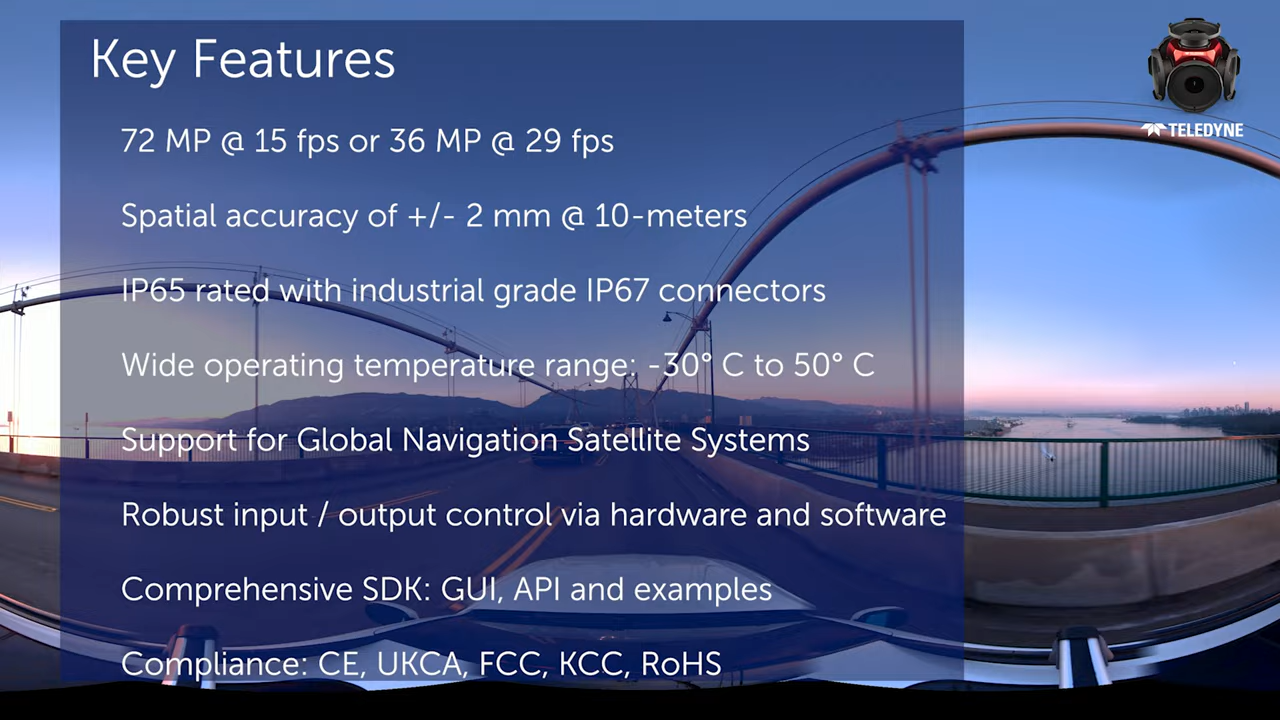 Key Features
72 MP @ 15 fps or 36 MP @ 29 fps
Spatial accuracy of +/- 2 mm @ 10-meters
IP65 rated with industrial grade IP67 connectors
Wide operating temperature range: -30° C to 50° C
Support for Global Navigation Satellite Systems
Robust input / output control via hardware and software
Comprehensive SDK: GUI, API and examples
Compliance: CE, UKCA, FCC, KCC, RoHS
TELEDYNE